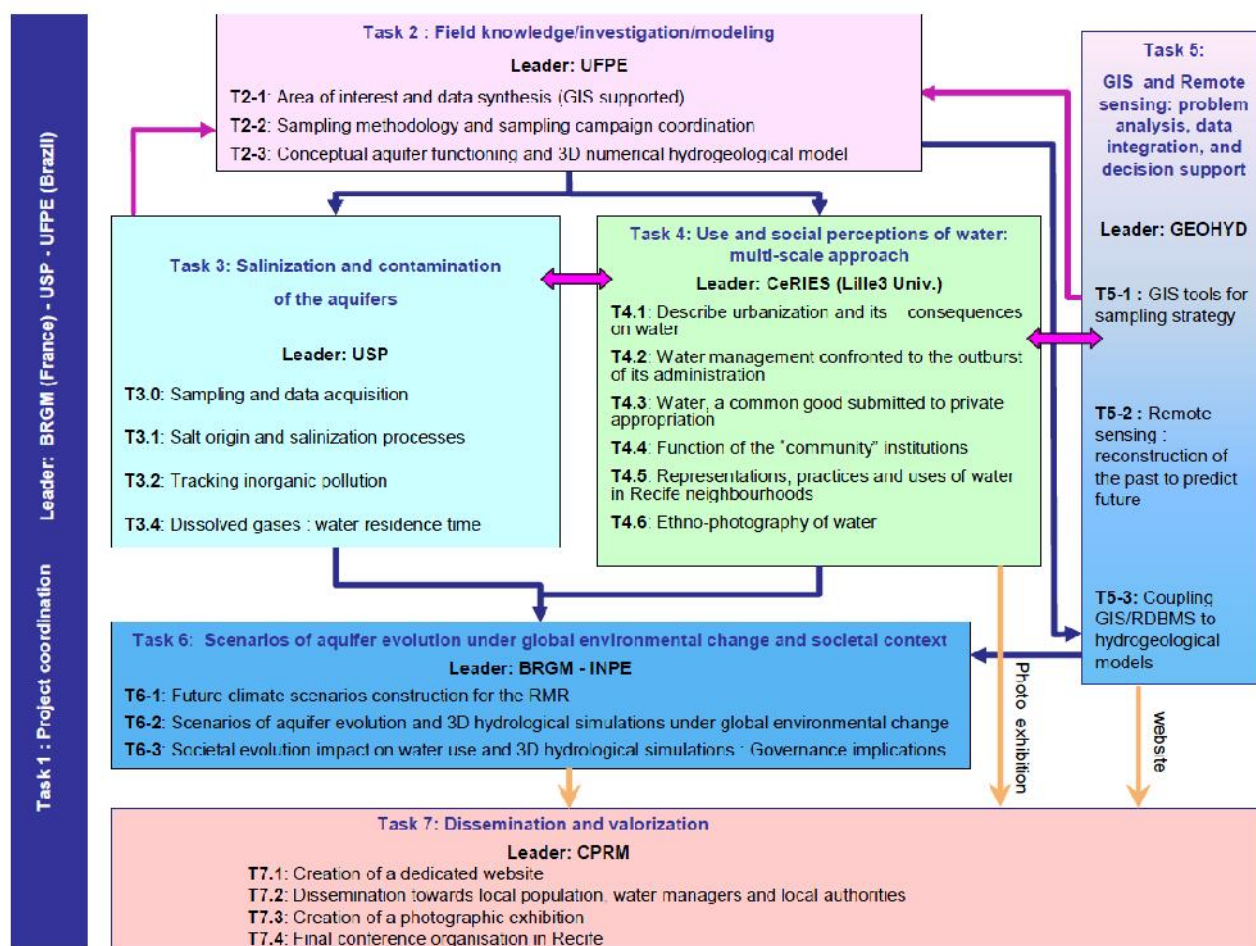 Task 1 : Project coordination Leader: BRGM (France) - USP - UFPE (Brazil)
Task 2 : Field knowledge/investigation/modeling
Leader: UFPE
T2-1: Area of interest and data synthesis (GIS supported)
T2-2: Sampling methodology and sampling campaign coordination
T2-3: Conceptual aquifer functioning and 3D numerical hydrogeological model
Task 3: Salinization and contamination
of the aquifers
Leader: USP
T3.0: Sampling and data acquisition
T3.1: Salt origin and salinization processes
T3.2: Tracking inorganic pollution
T3.4: Dissolved gases : water residence time
Task 4: Use and social perceptions of water:
multi-scale approach
Leader: CeRIES (Lille3 Univ.)
T4.1: Describe urbanization and its consequences
on water
T4.2: Water management confronted to the outburst
of its administration
T4.3: Water, a common good submitted to private
appropriation
T4.4: Function of the "community" institutions
T4.5: Representations, practices and uses of water
in Recife neighbourhoods
T4.6: Ethno-photography of water
Task 5:
GIS and Remote
sensing: problem
analysis, data
integration, and
decision support
Leader: GEOHYD
T5-1 : GIS tools for
sampling strategy
T5-2 : Remote
sensing :
reconstruction of
the past to predict
future
T5-3: Coupling
GIS/RDBMS to
hydrogeological
models
Task 6: Scenarios of aquifer evolution under global environmental change and societal context
Leader: BRGM - INPE
T6-1: Future climate scenarios construction for the RMR
T6-2: Scenarios of aquifer evolution and 3D hydrological simulations under global environmental change
T6-3: Societal evolution impact on water use and 3D hydrological simulations : Governance implications
Photo exhibition
webste
Task 7: Dissemination and valorization
Leader: CPRM
T7.1: Creation of a dedicated website
T7.2: Dissemination towards local population, water managers and local authorities
T7.3: Creation of a photographic exhibition
T7.4: Final conference organisation in Recife